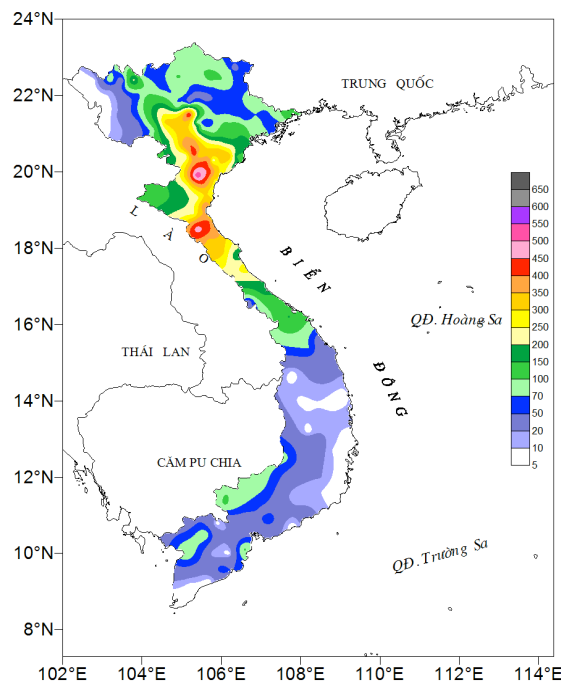 24°N
22°N
20°N
18°N
16°N
14°N
12°N
10°N
8°N
TRUNG QUỐC
LÀO
BIỂN ĐÔNG
QĐ. Hoàng Sa
THÁI LAN
CĂM PU CHIA
QĐ. Trường Sa
650
600
550
500
450
400
350
300
250
200
150
100
70
50
20
10
5
102°E 104°E 106°E 108°E 110°E 112°E 114°E